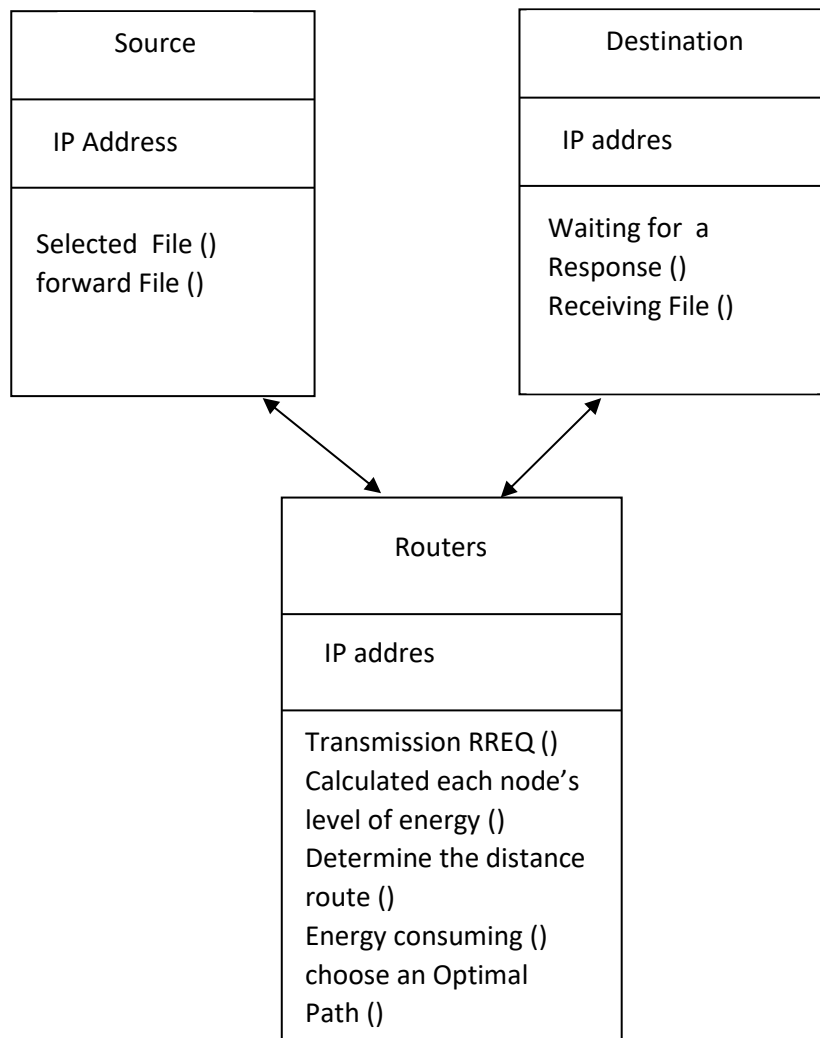 Source
IP Address
Selected File ()
forward File ()
Destination
IP addres
Waiting for a
Response ()
Receiving File ()
Routers
IP addres
Transmission RREQ ()
Calculated each node’s
level of energy ()
Determine the distance
route ()
Energy consuming ()
choose an Optimal
Path ()